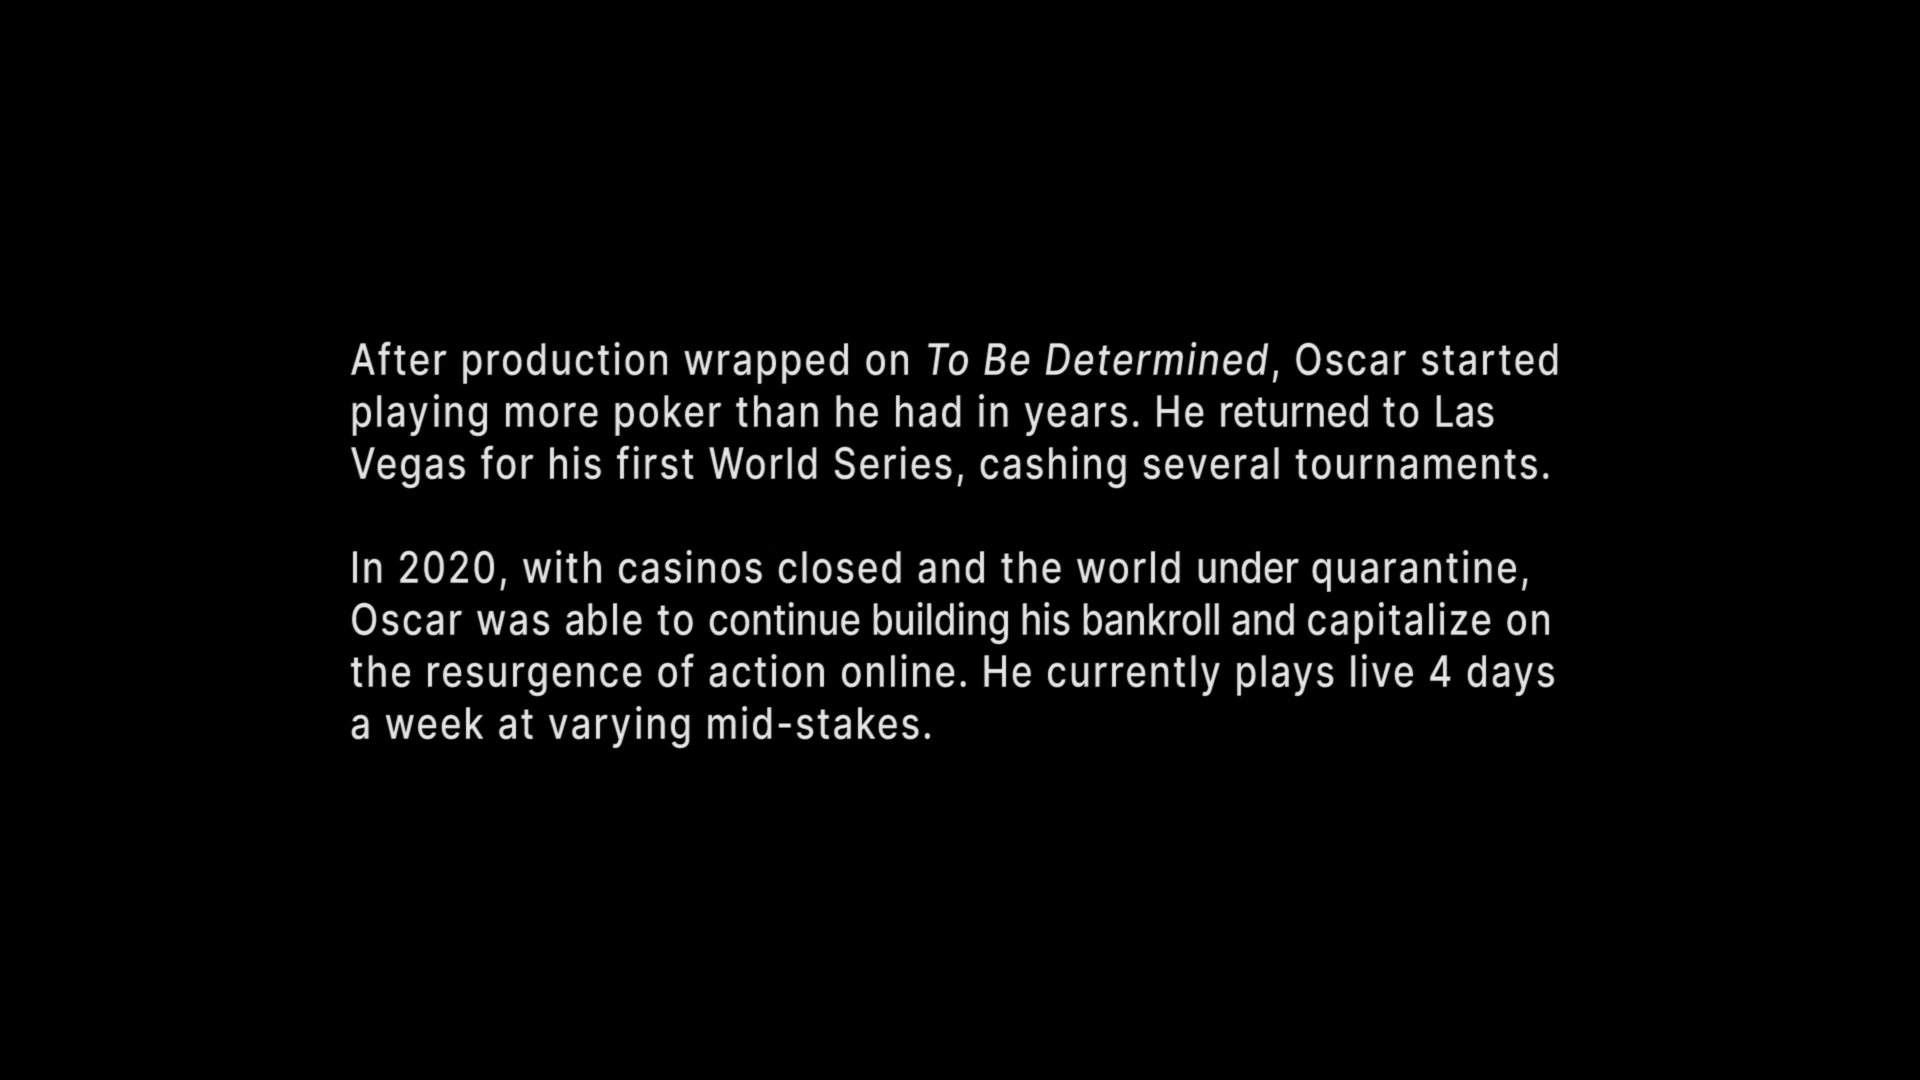 After production wrapped on To Be Determined, Oscar started
playing more poker than he had in years. He returned to Las
Vegas for his first World Series, cashing several tournaments.
In 2020, with casinos closed and the world under quarantine,
Oscar was able to continue building his bankroll and capitalize on
the resurgence of action online. He currently plays live 4 days
a week at varying mid-stakes.